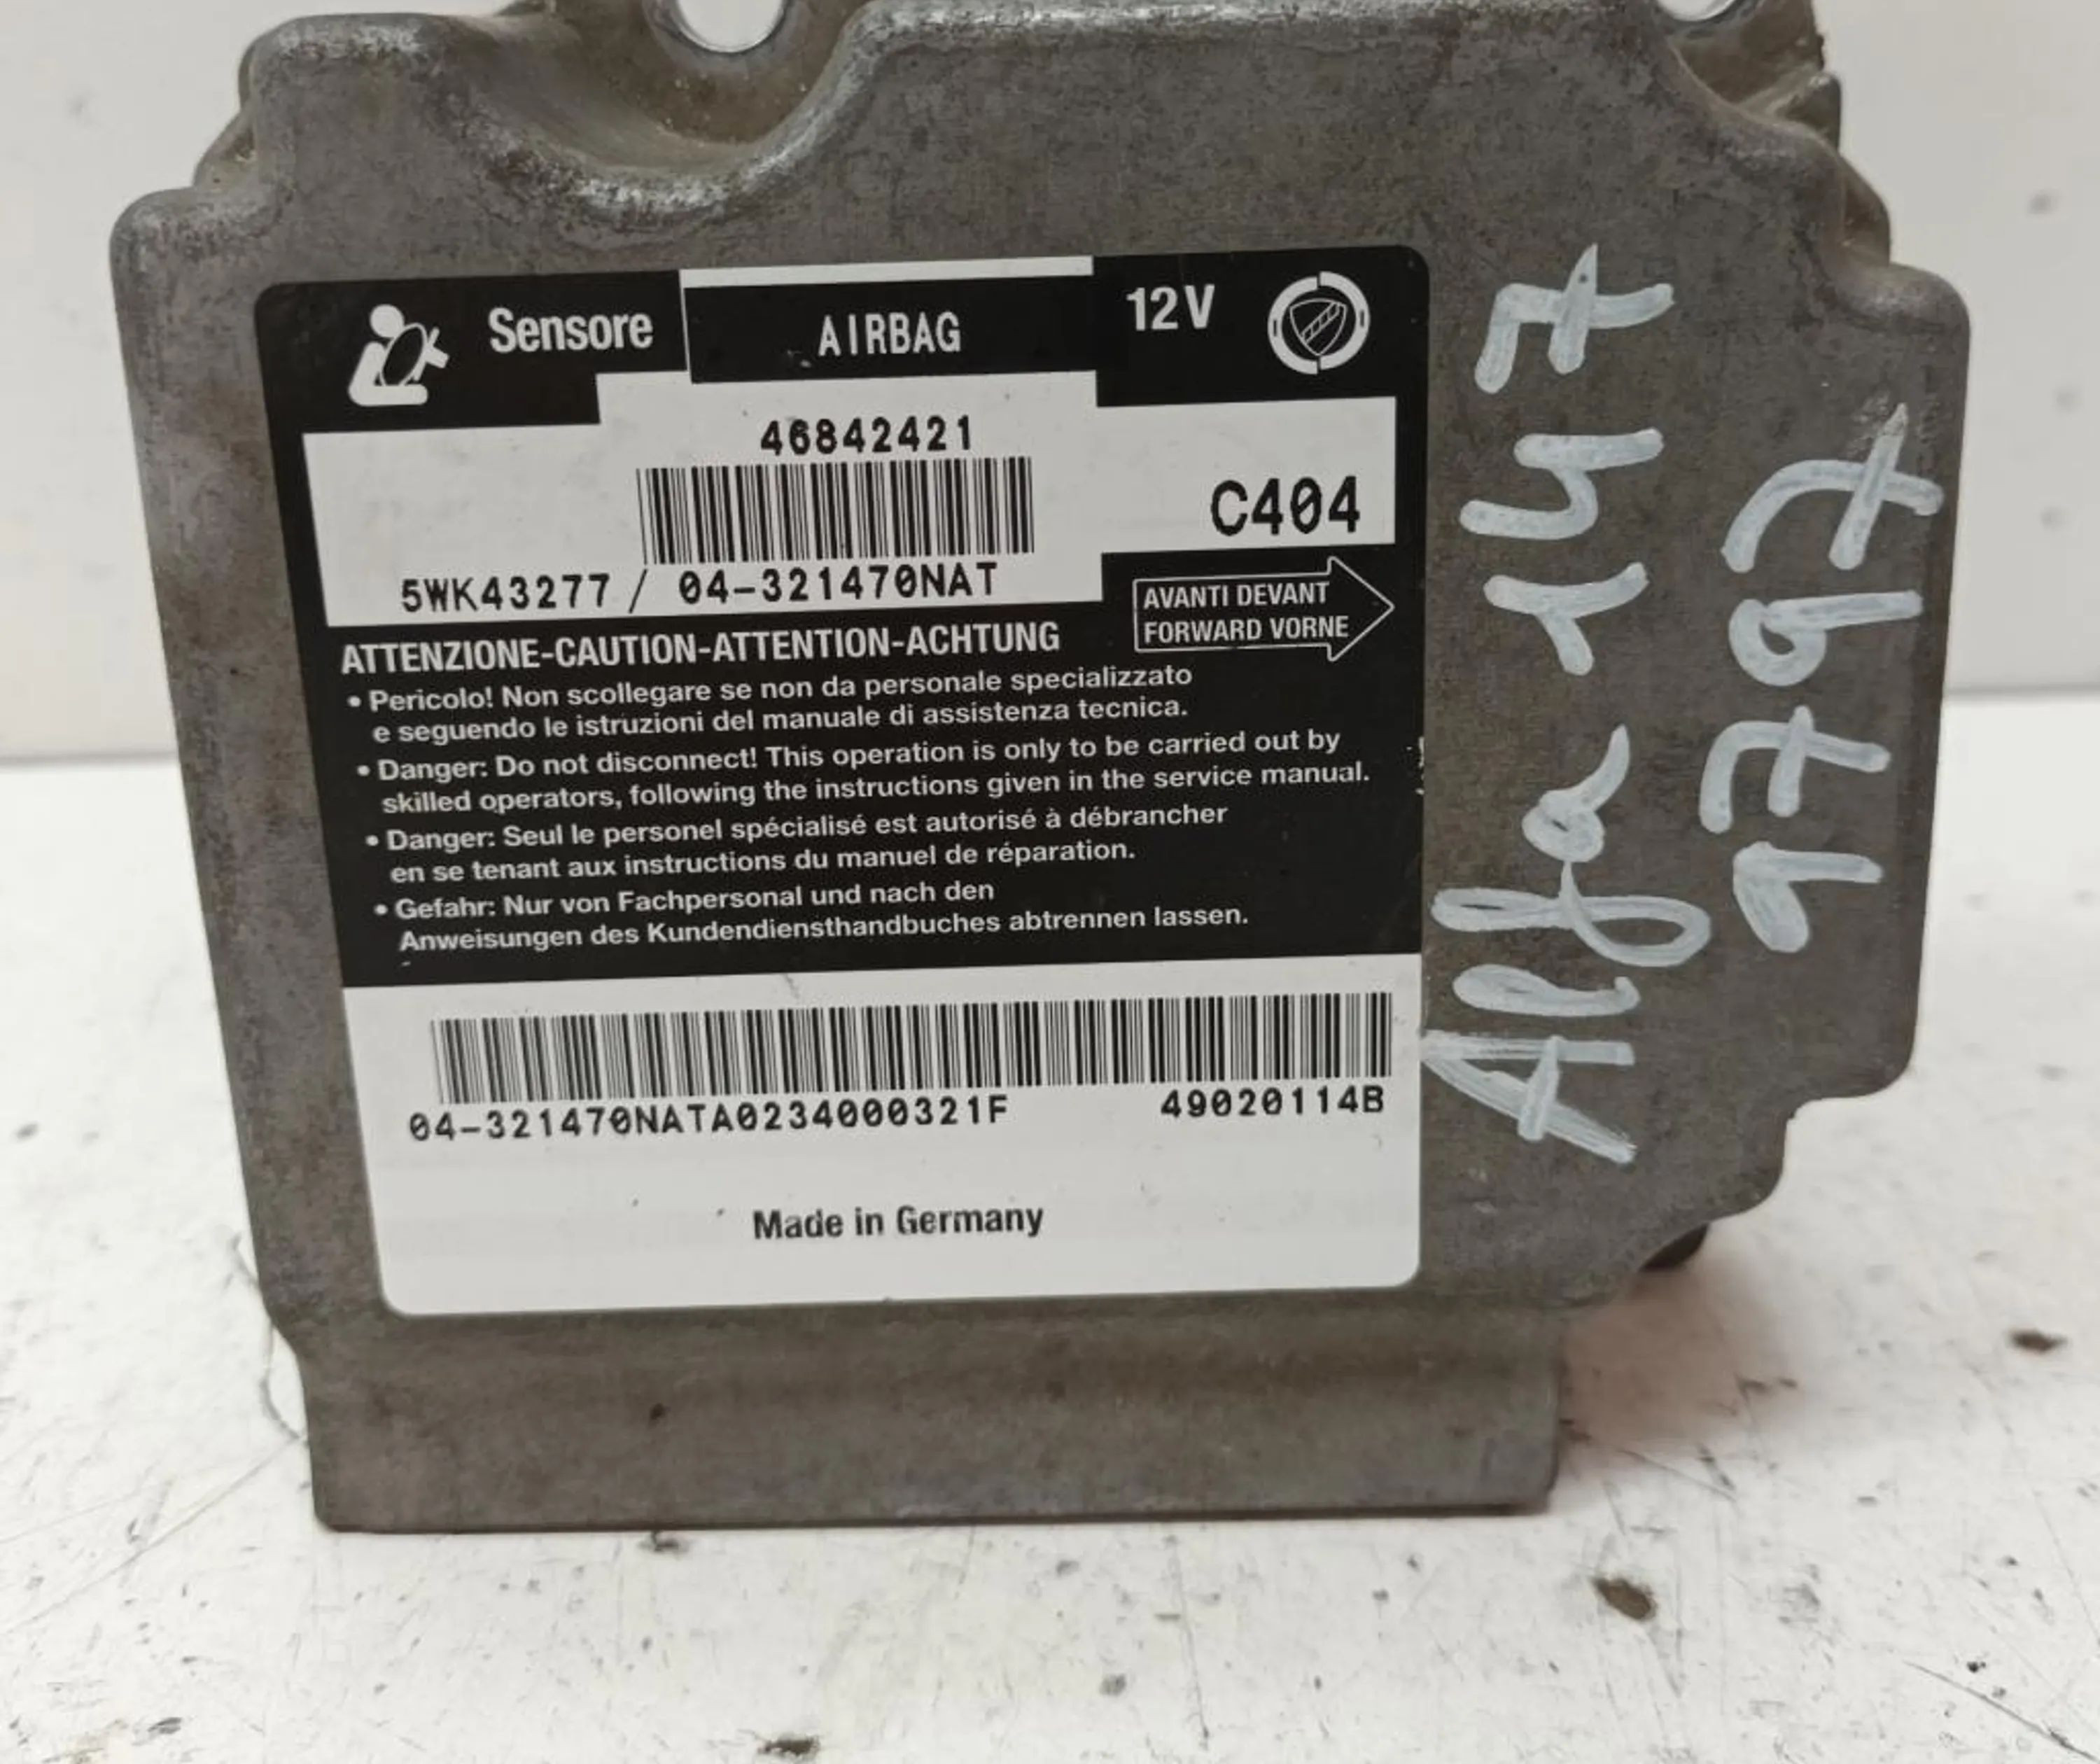 Sensore AIRBAG 12V
46842421
C404
5WK43277 / 04-321470NAT
AVANTI DEVANT
FORWARD VORNE
ATTENZIONE-CAUTION-ATTENTION-ACHTUNG
• Pericolo! Non scollegare se non da personale specializzato
e seguendo le istruzioni del manuale di assistenza tecnica.
• Danger: Do not disconnect! This operation is only to be carried out by
skilled operators, following the instructions given in the service manual.
• Danger: Seul le personel spécialisé est autorisé à débrancher
en se tenant aux instructions du manuel de réparation.
• Gefahr: Nur von Fachpersonal und nach den
Anweisungen des Kundendiensthandbuches abtrennen lassen.
04-321470NATA0234000321F 49020114B
Made in Germany
Alfa 147
1797